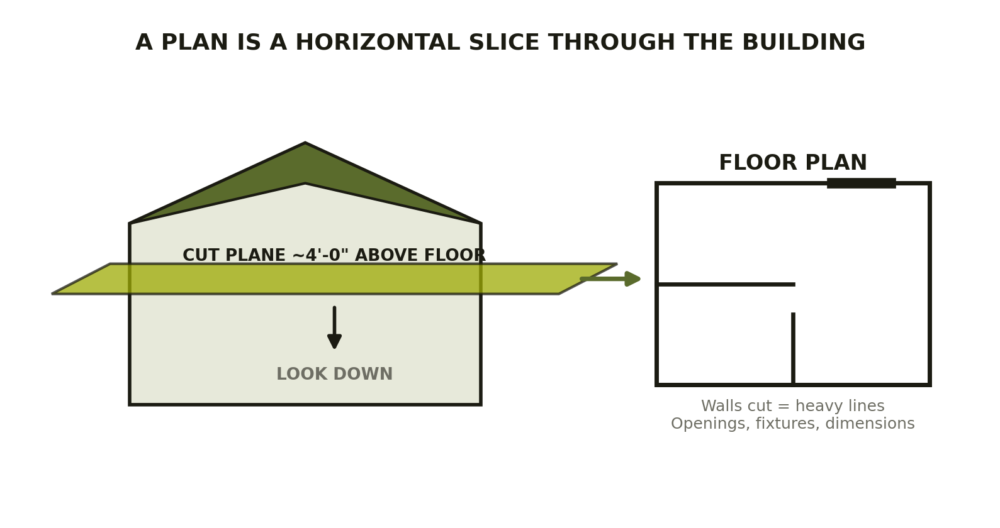 A PLAN IS A HORIZONTAL SLICE THROUGH THE BUILDING
CUT PLANE ~4'-0" ABOVE FLOOR
LOOK DOWN
FLOOR PLAN
Walls cut = heavy lines
Openings, fixtures, dimensions